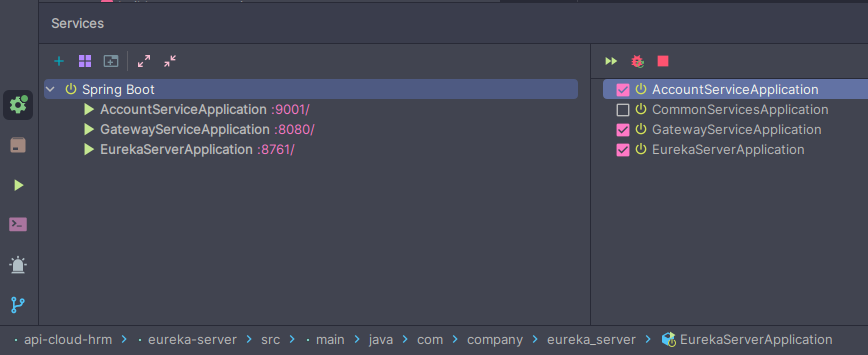 Services
Spring Boot
AccountServiceApplication :9001/
GatewayServiceApplication :8080/
EurekaServerApplication :8761/
AccountServiceApplication
CommonServicesApplication
GatewayServiceApplication
EurekaServerApplication
api-cloud-hrm > eureka-server > src > main > java > com > company > eureka_server > EurekaServerApplication